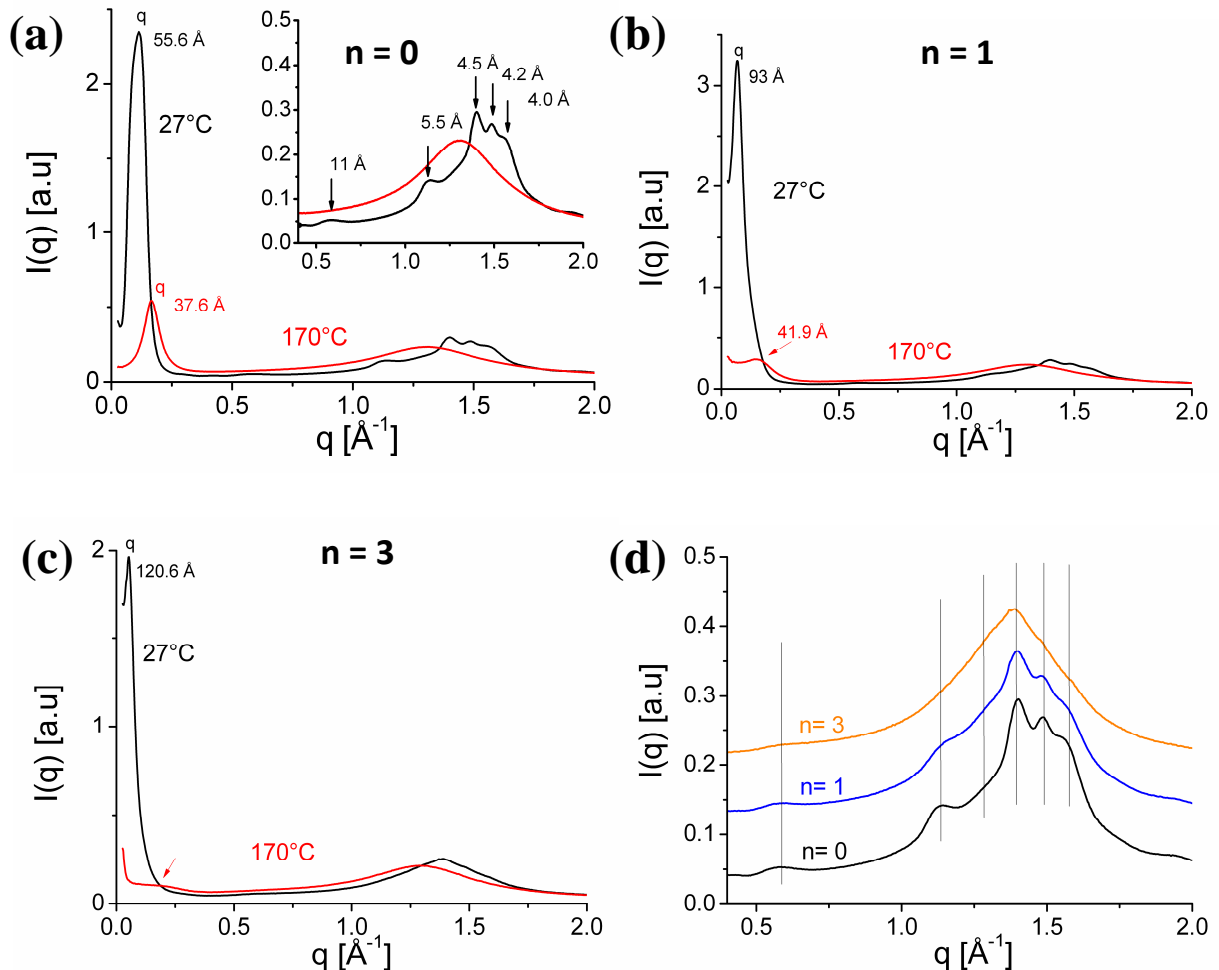 (a)
q
55.6 Å
27°C
q
37.6 Å
170°C
I(q) [a.u]
2
1
0
0.0 0.5 1.0 1.5 2.0
q [Å⁻¹]
n = 0
0.5
0.4
0.3
0.2
0.1
0.0
0.5 1.0 1.5 2.0
11 Å
5.5 Å
4.5 Å
4.2 Å
4.0 Å
(b)
n = 1
q
93 Å
27°C
41.9 Å
170°C
I(q) [a.u]
3
2
1
0
0.0 0.5 1.0 1.5 2.0
q [Å⁻¹]
(c)
n = 3
q
120.6 Å
27°C
170°C
I(q) [a.u]
2
1
0
0.0 0.5 1.0 1.5 2.0
q [Å⁻¹]
(d)
n= 3
n= 1
n= 0
I(q) [a.u]
0.5
0.4
0.3
0.2
0.1
0.0
0.5 1.0 1.5 2.0
q [Å⁻¹]